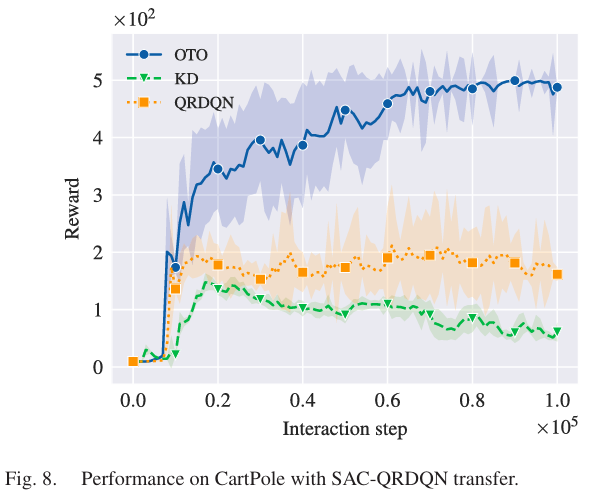 ×10²
OTO
KD
QRDQN
5
4
3
2
1
0
Reward
0.0 0.2 0.4 0.6 0.8 1.0
Interaction step
×10⁵
Fig. 8. Performance on CartPole with SAC-QRDQN transfer.